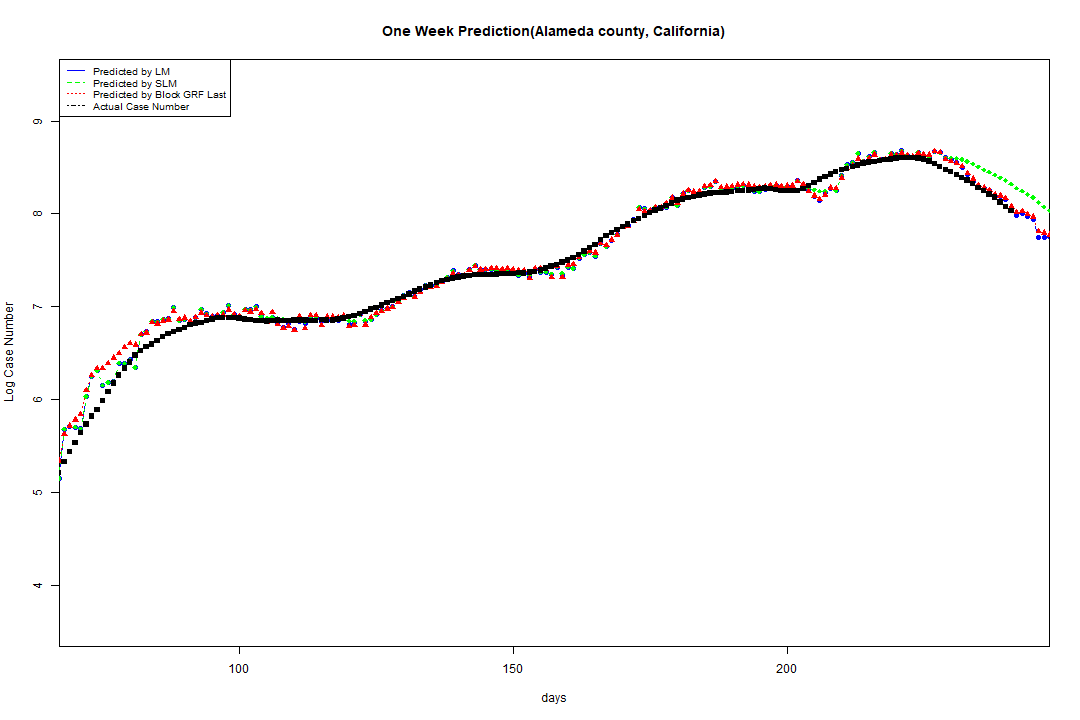 One Week Prediction(Alameda county, California)
Predicted by LM
Predicted by SLM
Predicted by Block GRF Last
Actual Case Number
9
8
7
6
5
4
Log Case Number
100 150 200
days